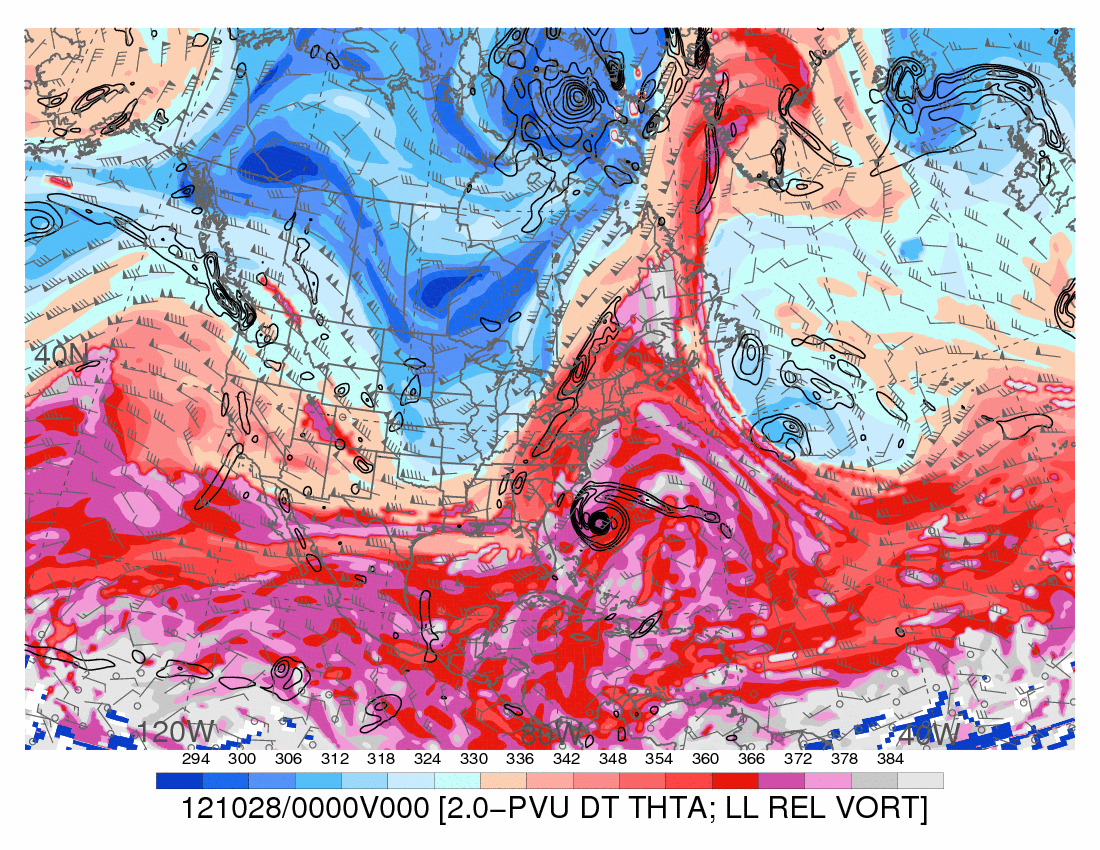 40N
120W
80W
40W
294 300 306 312 318 324 330 336 342 348 354 360 366 372 378 384
121028/0000V000 [2.0−PVU DT THTA; LL REL VORT]